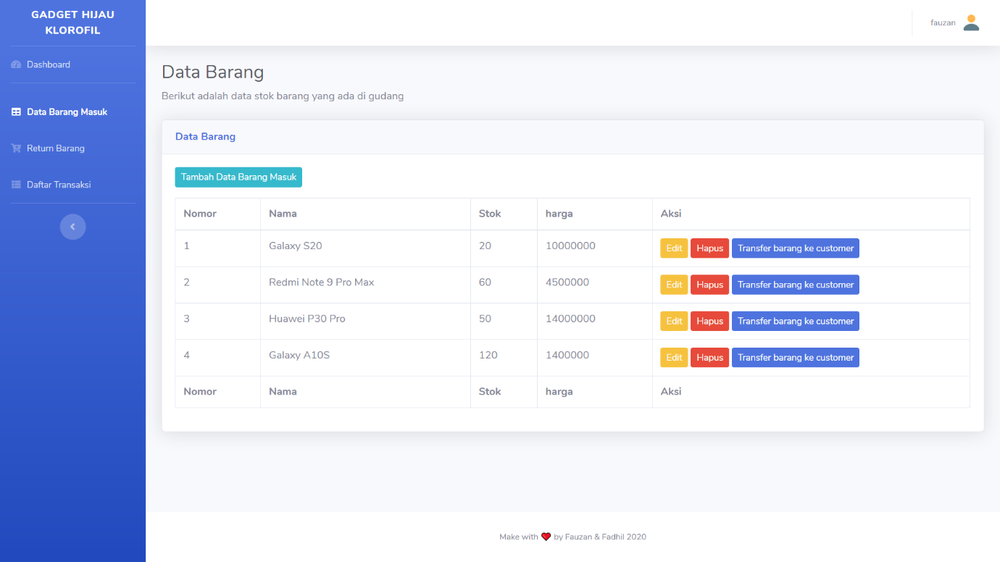 GADGET HIJAU
KLOROFIL
Dashboard
Data Barang Masuk
Return Barang
Daftar Transaksi
fauzan
Data Barang
Berikut adalah data stok barang yang ada di gudang
Data Barang
Tambah Data Barang Masuk
Nomor Nama Stok harga Aksi
1 Galaxy S20 20 10000000 Edit Hapus Transfer barang ke customer
2 Redmi Note 9 Pro Max 60 4500000 Edit Hapus Transfer barang ke customer
3 Huawei P30 Pro 50 14000000 Edit Hapus Transfer barang ke customer
4 Galaxy A10S 120 1400000 Edit Hapus Transfer barang ke customer
Nomor Nama Stok harga Aksi
Make with ❤ by Fauzan & Fadhil 2020